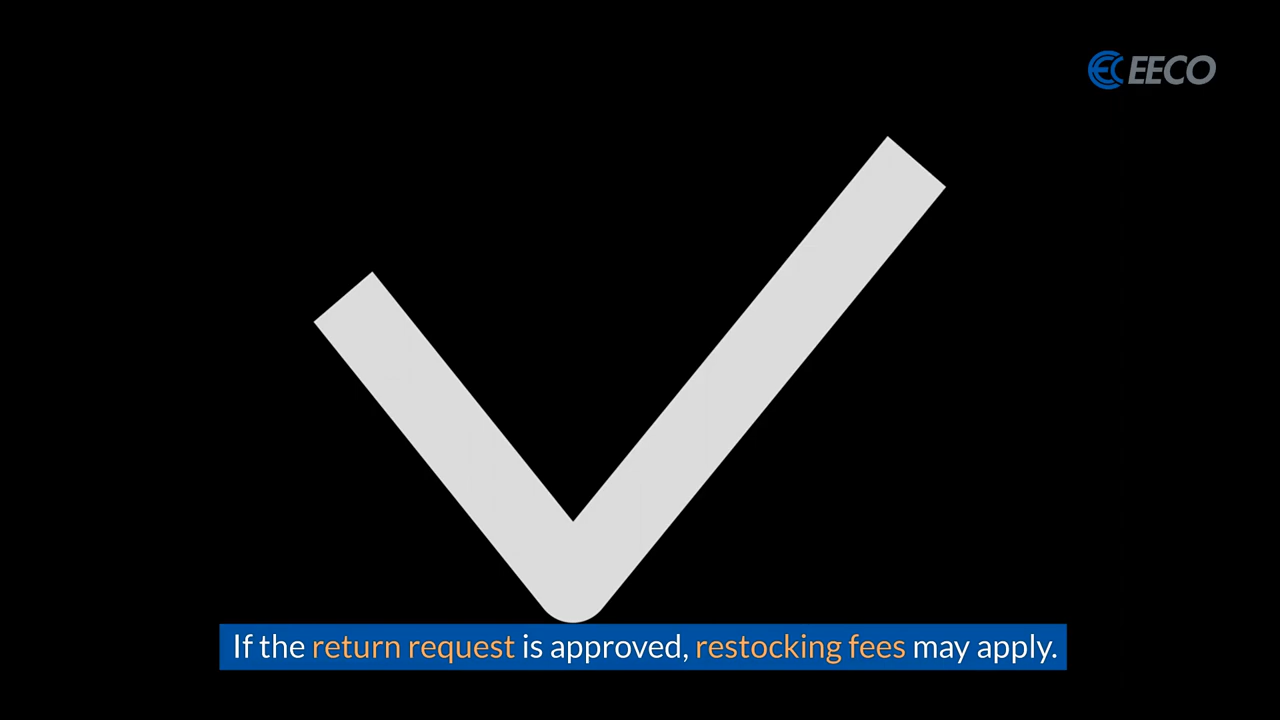 EECO
If the return request is approved, restocking fees may apply.